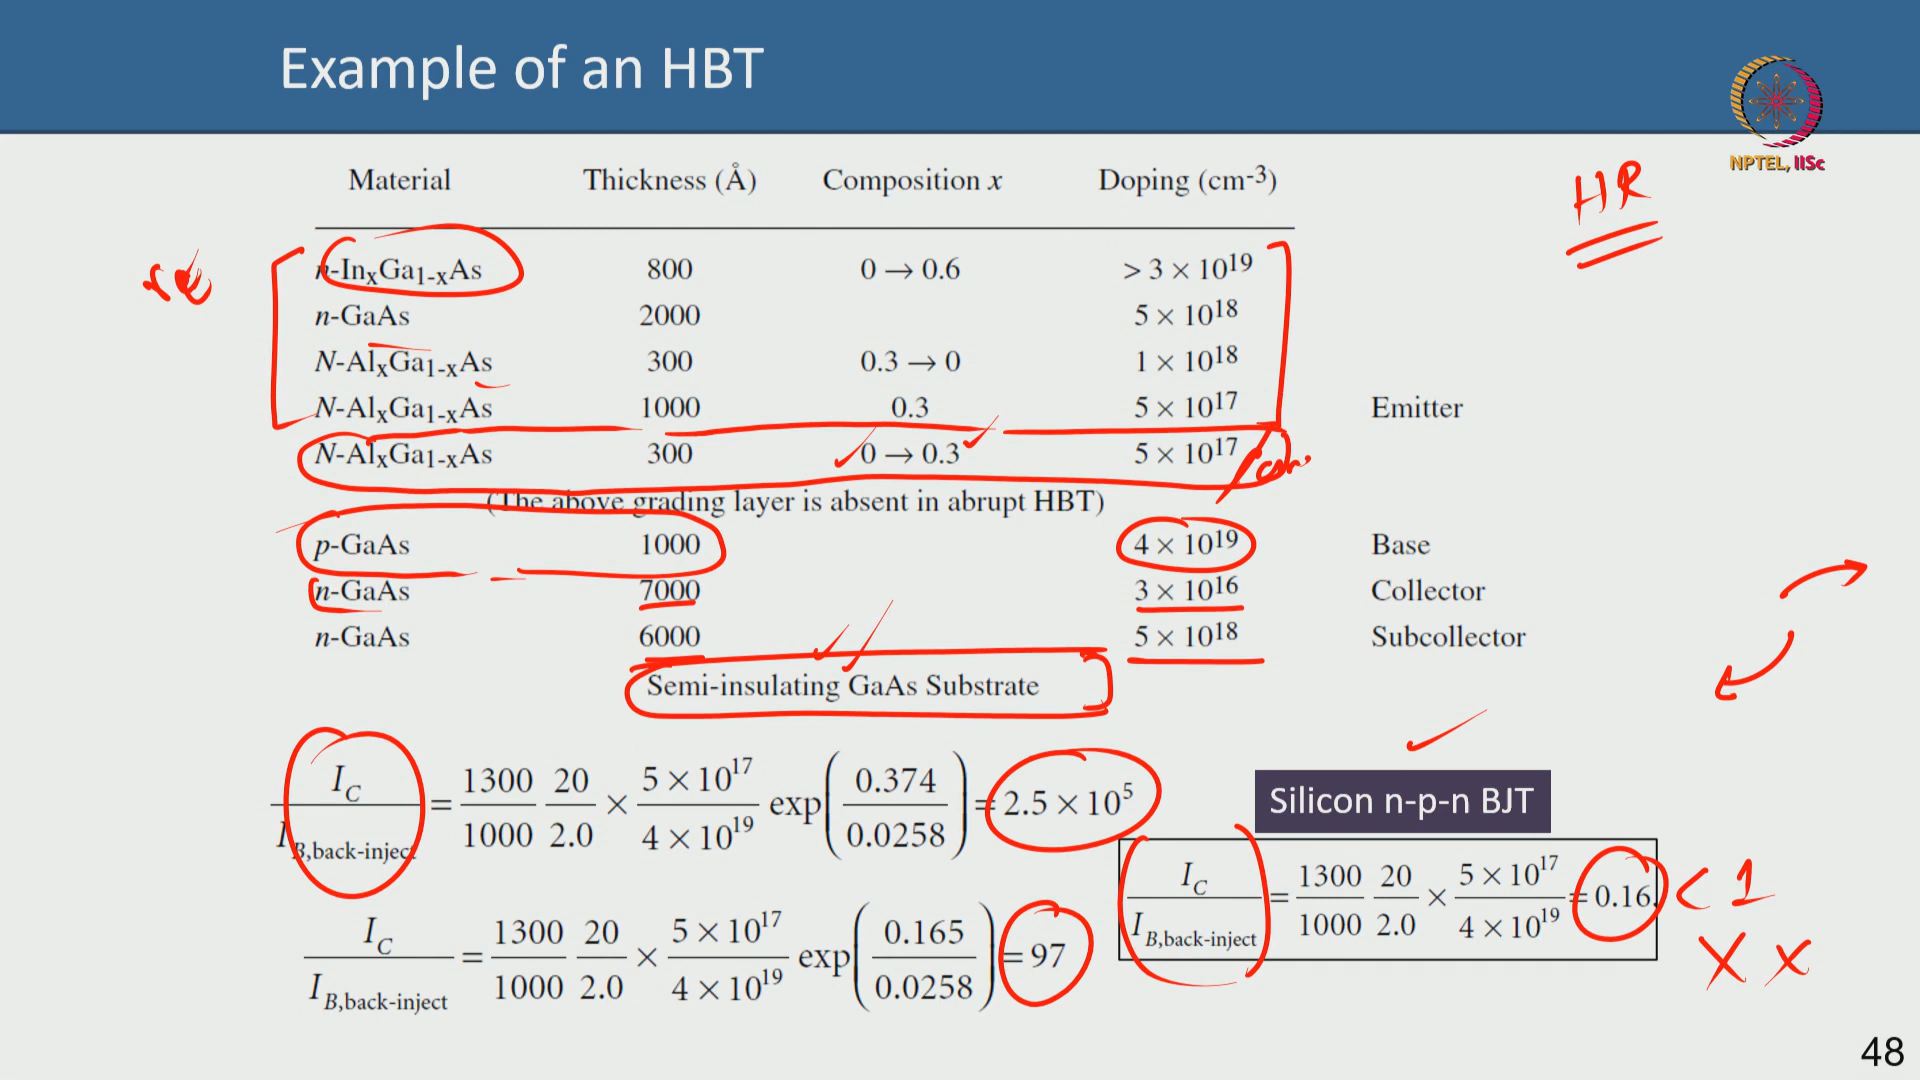 Example of an HBT
NPTEL, IISc
HR
Material Thickness (Å) Composition x Doping (cm-3)
n-InxGa1-xAs 800 0 → 0.6 > 3 × 10^19
n-GaAs 2000 5 × 10^18
N-AlxGa1-xAs 300 0.3 → 0 1 × 10^18
N-AlxGa1-xAs 1000 0.3 5 × 10^17 Emitter
N-AlxGa1-xAs 300 0 → 0.3 5 × 10^17
(The above grading layer is absent in abrupt HBT)
p-GaAs 1000 4 × 10^19 Base
n-GaAs 7000 3 × 10^16 Collector
n-GaAs 6000 5 × 10^18 Subcollector
Semi-insulating GaAs Substrate
I_C / I_B,back-inject = 1300/1000 20/2.0 × 5 × 10^17 / 4 × 10^19 exp(0.374/0.0258) = 2.5 × 10^5
Silicon n-p-n BJT
I_C / I_B,back-inject = 1300/1000 20/2.0 × 5 × 10^17 / 4 × 10^19 = 0.16. < 1
X X
I_C / I_B,back-inject = 1300/1000 20/2.0 × 5 × 10^17 / 4 × 10^19 exp(0.165/0.0258) = 97
48